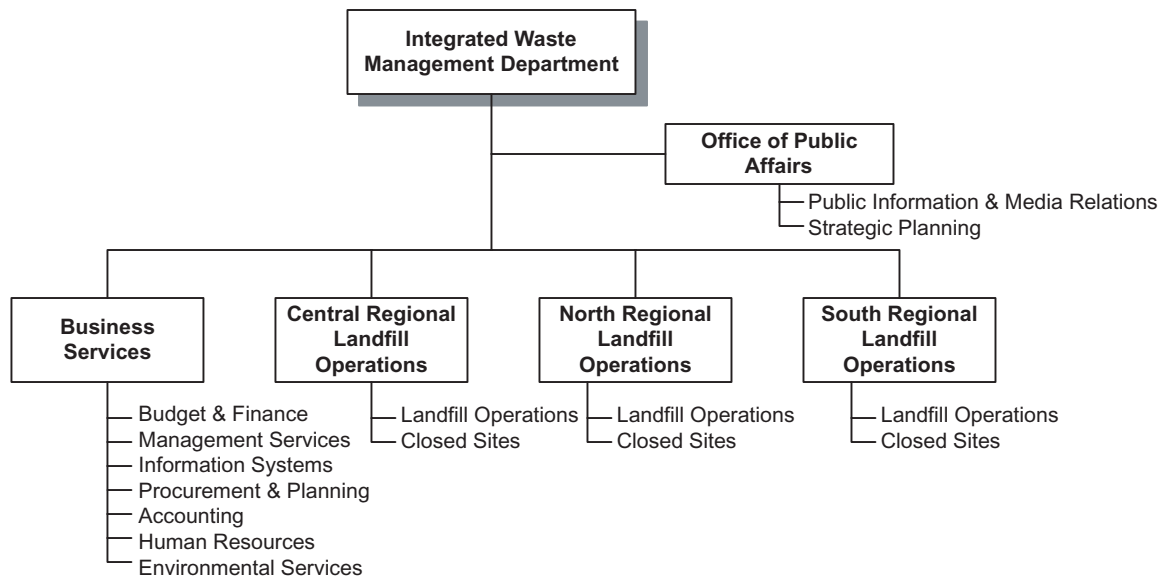 Integrated Waste
Management Department
Office of Public
Affairs
Public Information & Media Relations
Strategic Planning
Business
Services
Budget & Finance
Management Services
Information Systems
Procurement & Planning
Accounting
Human Resources
Environmental Services
Central Regional
Landfill
Operations
Landfill Operations
Closed Sites
North Regional
Landfill
Operations
Landfill Operations
Closed Sites
South Regional
Landfill
Operations
Landfill Operations
Closed Sites